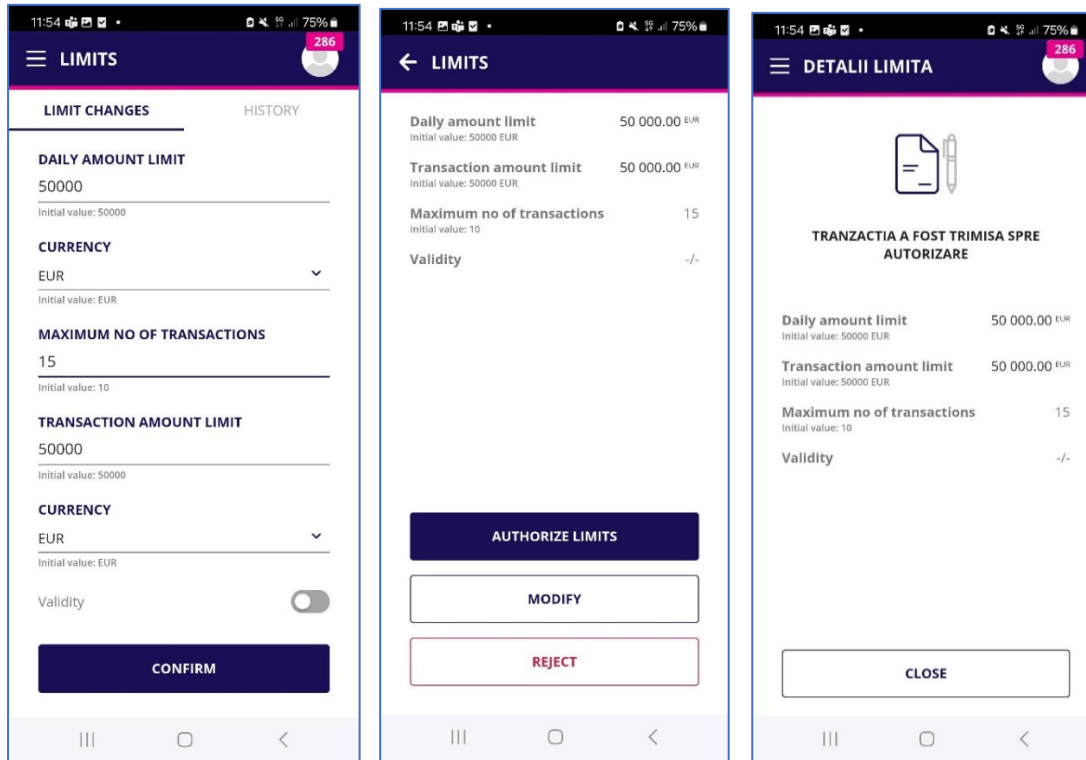 11:54
75%
286
LIMITS
LIMIT CHANGES HISTORY
DAILY AMOUNT LIMIT
50000
Initial value: 50000
CURRENCY
EUR
Initial value: EUR
MAXIMUM NO OF TRANSACTIONS
15
Initial value: 10
TRANSACTION AMOUNT LIMIT
50000
Initial value: 50000
CURRENCY
EUR
Initial value: EUR
Validity
CONFIRM
11:54 5G 75%
LIMITS
Daily amount limit 50 000.00 EUR
Initial value: 50000 EUR
Transaction amount limit 50 000.00 EUR
Initial value: 50000 EUR
Maximum no of transactions 15
Initial value: 10
Validity -/-
AUTHORIZE LIMITS
MODIFY
REJECT
11:54 5G 75%
286
DETALII LIMITA
TRANZACTIA A FOST TRIMISA SPRE
AUTORIZARE
Daily amount limit 50 000.00 EUR
Initial value: 50000 EUR
Transaction amount limit 50 000.00 EUR
Initial value: 50000 EUR
Maximum no of transactions 15
Initial value: 10
Validity -/-
CLOSE